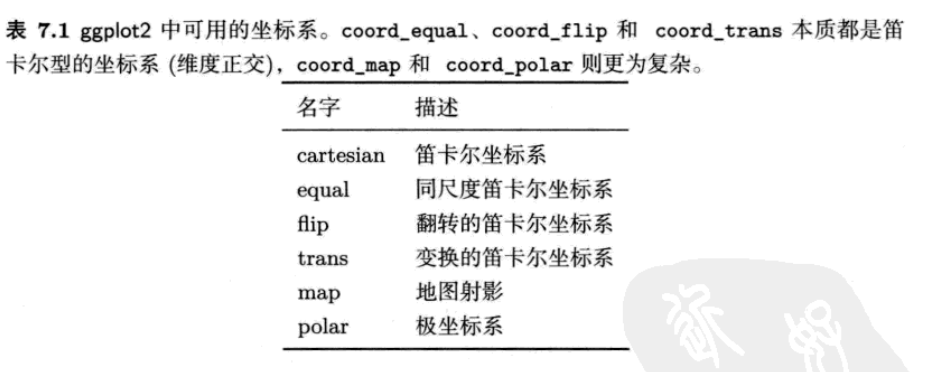 表 7.1 ggplot2 中可用的坐标系。coord_equal、coord_flip 和 coord_trans 本质都是笛
卡尔型的坐标系 (维度正交)，coord_map 和 coord_polar 则更为复杂。
名字 描述
cartesian 笛卡尔坐标系
equal 同尺度笛卡尔坐标系
flip 翻转的笛卡尔坐标系
trans 变换的笛卡尔坐标系
map 地图射影
polar 极坐标系